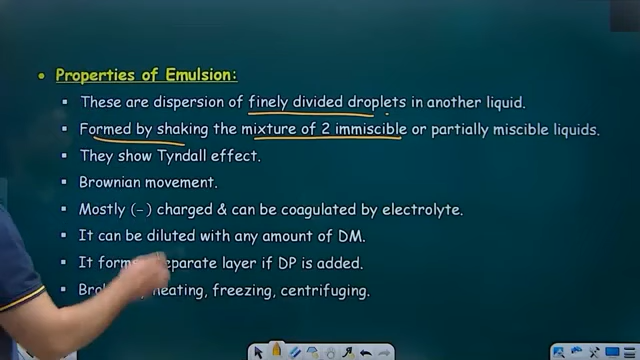 Properties of Emulsion:
These are dispersion of finely divided droplets in another liquid.
Formed by shaking the mixture of 2 immiscible or partially miscible liquids.
They show Tyndall effect.
Brownian movement.
Mostly (-) charged & can be coagulated by electrolyte.
It can be diluted with any amount of DM.
It forms separate layer if DP is added.
heating, freezing, centrifuging.